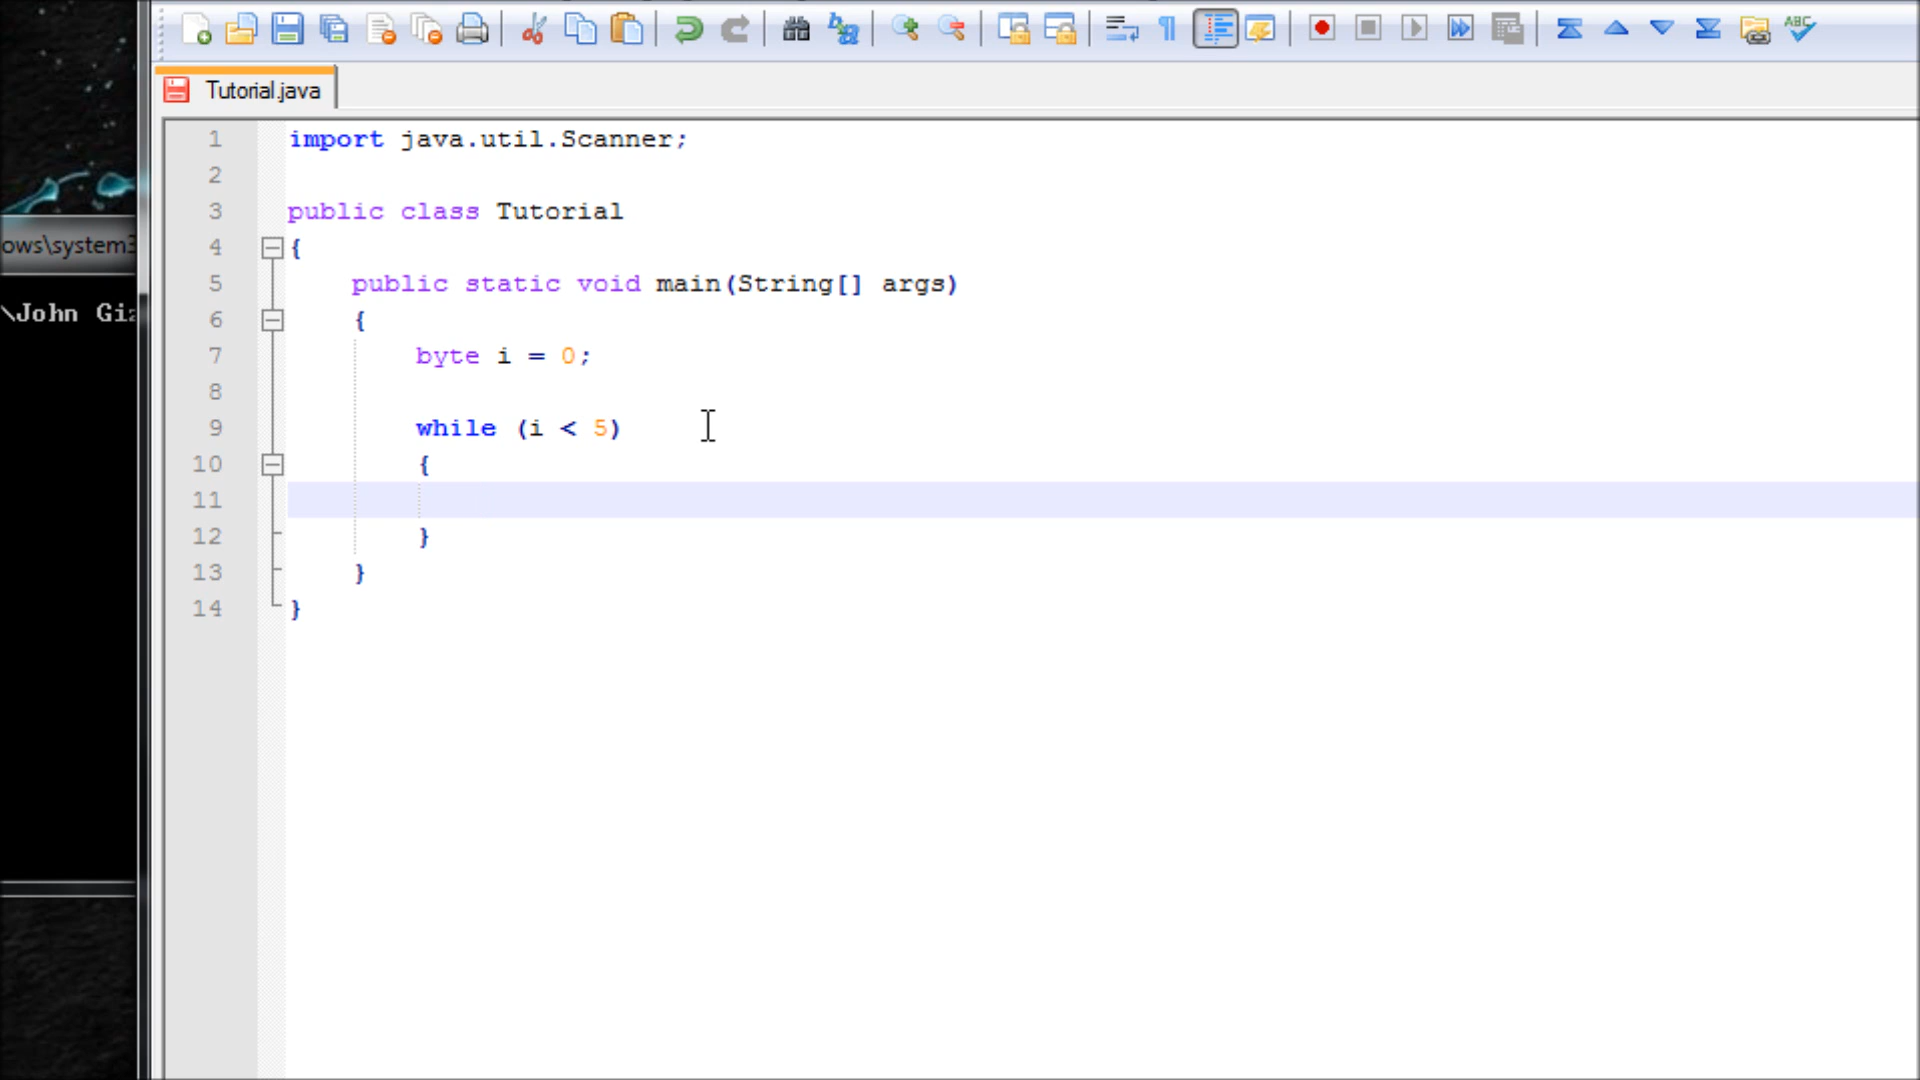 Tutorial.java
ows\system3
\John Gi
1 import java.util.Scanner;
2
3 public class Tutorial
4 {
5 public static void main(String[] args)
6 {
7 byte i = 0;
8
9 while (i < 5)
10 {
11
12 }
13 }
14 }
ABC